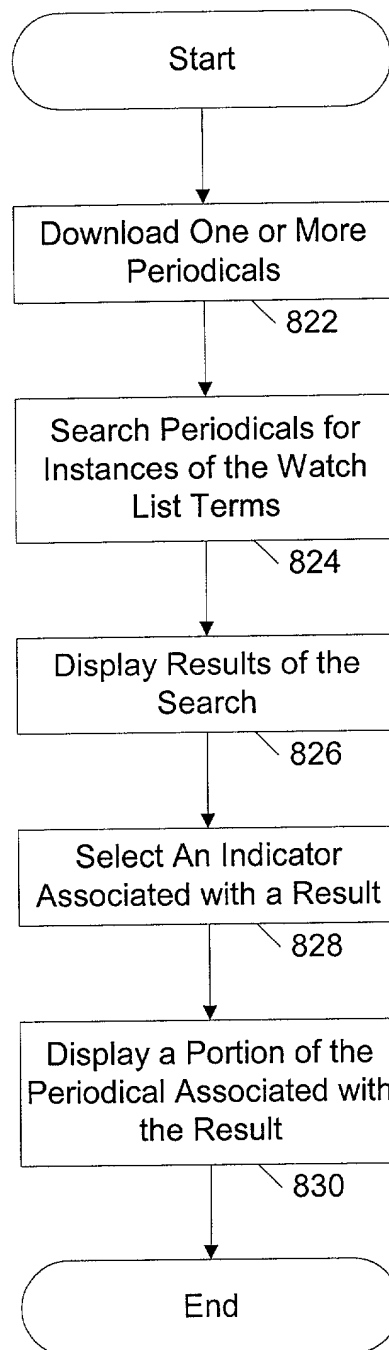 Start
Download One or More
Periodicals
822
Search Periodicals for
Instances of the Watch
List Terms
824
Display Results of the
Search
826
Select An Indicator
Associated with a Result
828
Display a Portion of the
Periodical Associated with
the Result
830
End